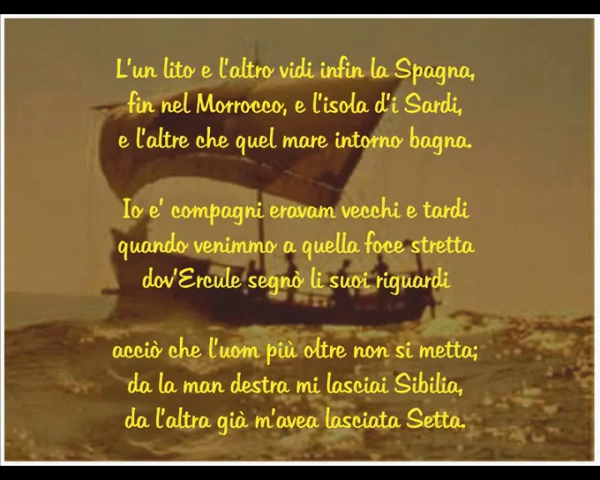 L'un lito e l'altro vidi infin la Spagna,
fin nel Morrocco, e l'isola d'i Sardi,
e l'altre che quel mare intorno bagna.
Io e' compagni eravam vecchi e tardi
quando venimmo a quella foce stretta
dov'Ercule segnò li suoi riguardi
acciò che l'uom più oltre non si metta;
da la man destra mi lasciai Sibilia,
da l'altra già m'avea lasciata Setta.